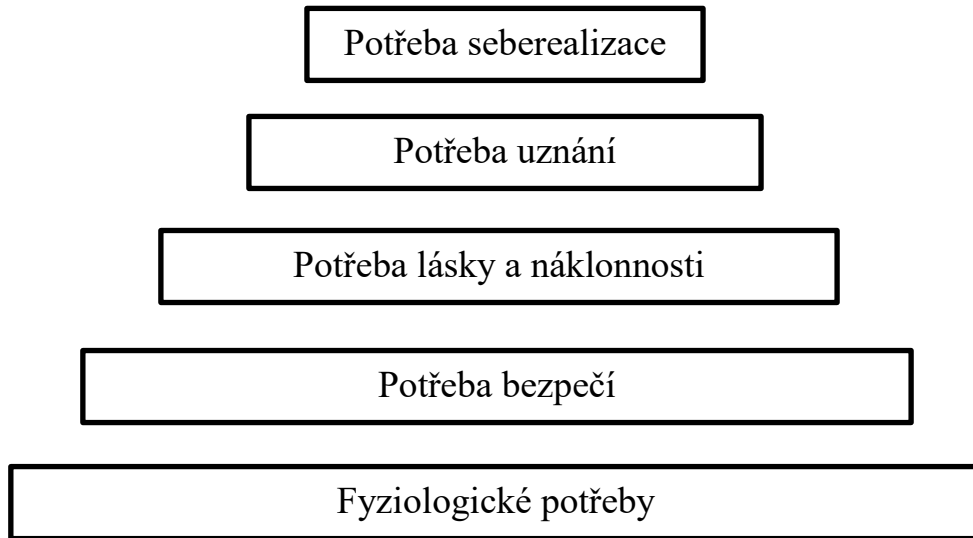 Potřeba seberealizace
Potřeba uznání
Potřeba lásky a náklonnosti
Potřeba bezpečí
Fyziologické potřeby